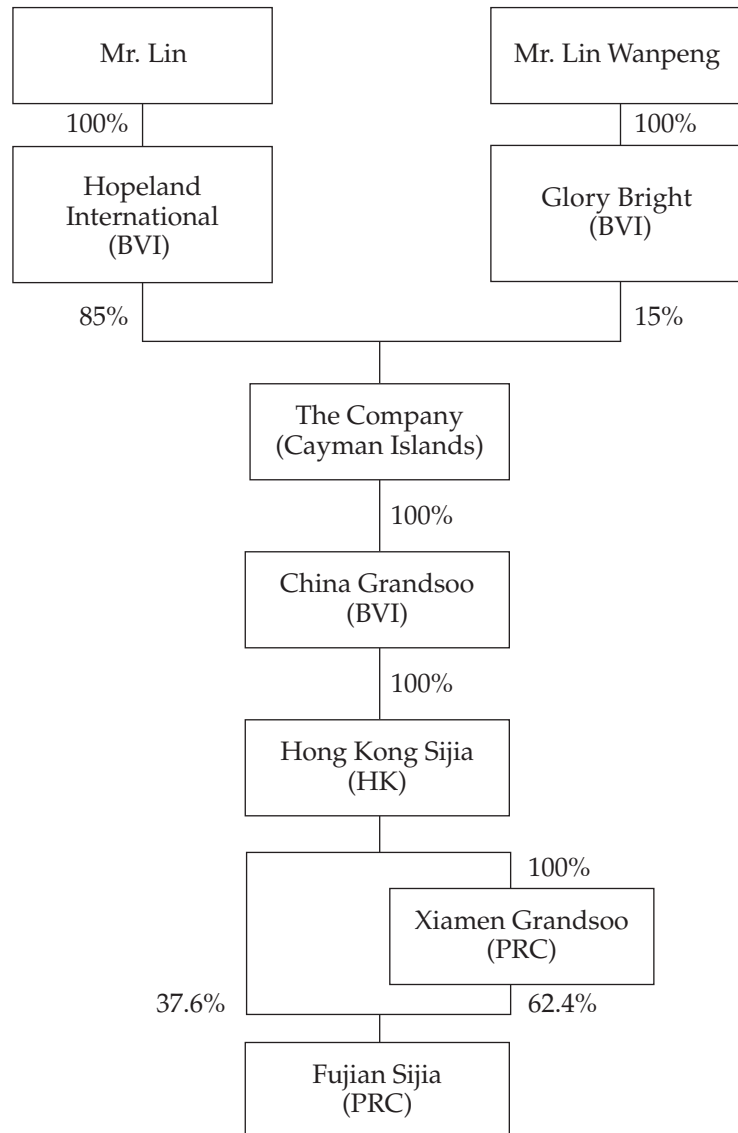 Mr. Lin
Mr. Lin Wanpeng
100%
100%
Hopeland
International
(BVI)
Glory Bright
(BVI)
85%
15%
The Company
(Cayman Islands)
100%
China Grandsoo
(BVI)
100%
Hong Kong Sijia
(HK)
100%
Xiamen Grandsoo
(PRC)
37.6%
62.4%
Fujian Sijia
(PRC)